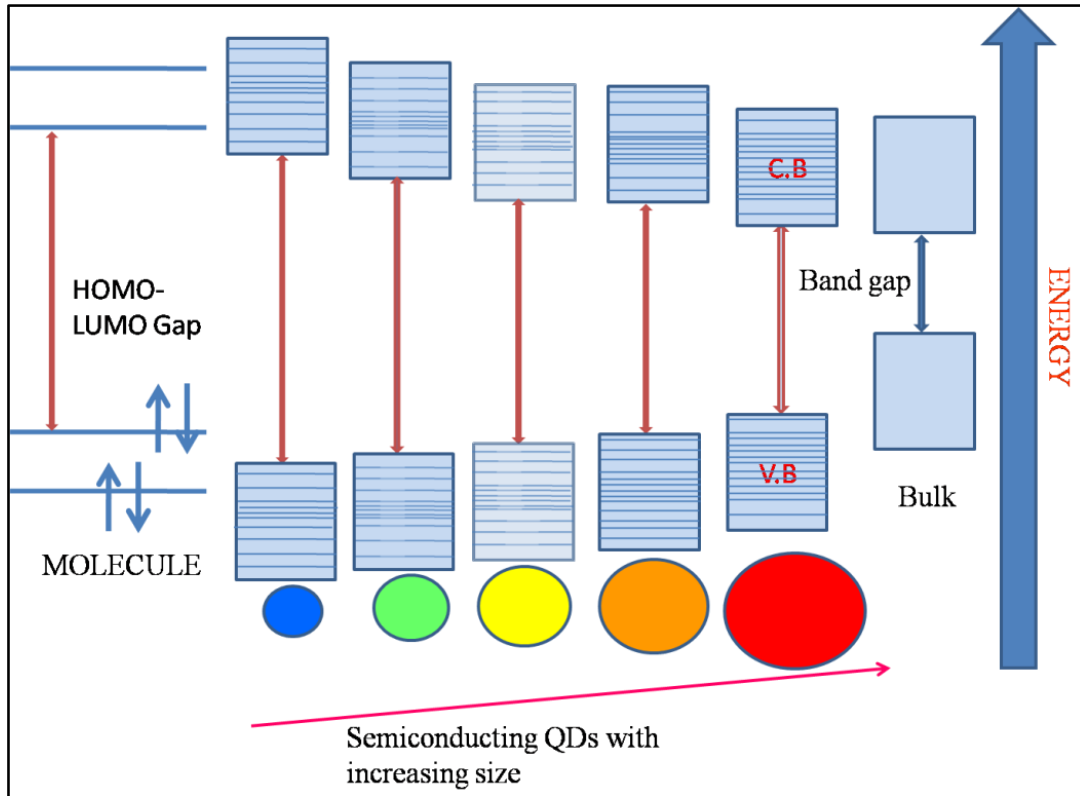 HOMO-
LUMO Gap
MOLECULE
C.B
V.B
Band gap
Bulk
ENERGY
Semiconducting QDs with
increasing size